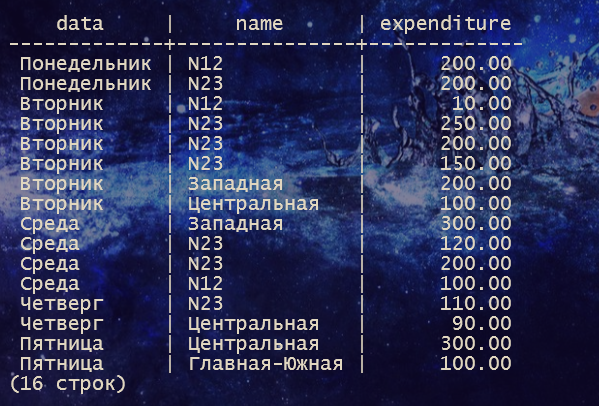 data | name | expenditure
-------------+---------------+-------------
Понедельник | N12 | 200.00
Понедельник | N23 | 200.00
Вторник | N12 | 10.00
Вторник | N23 | 250.00
Вторник | N23 | 200.00
Вторник | N23 | 150.00
Вторник | Западная | 200.00
Вторник | Центральная | 100.00
Среда | Западная | 300.00
Среда | N23 | 120.00
Среда | N23 | 200.00
Среда | N12 | 100.00
Четверг | N23 | 110.00
Четверг | Центральная | 90.00
Пятница | Центральная | 300.00
Пятница | Главная-Южная | 100.00
(16 строк)